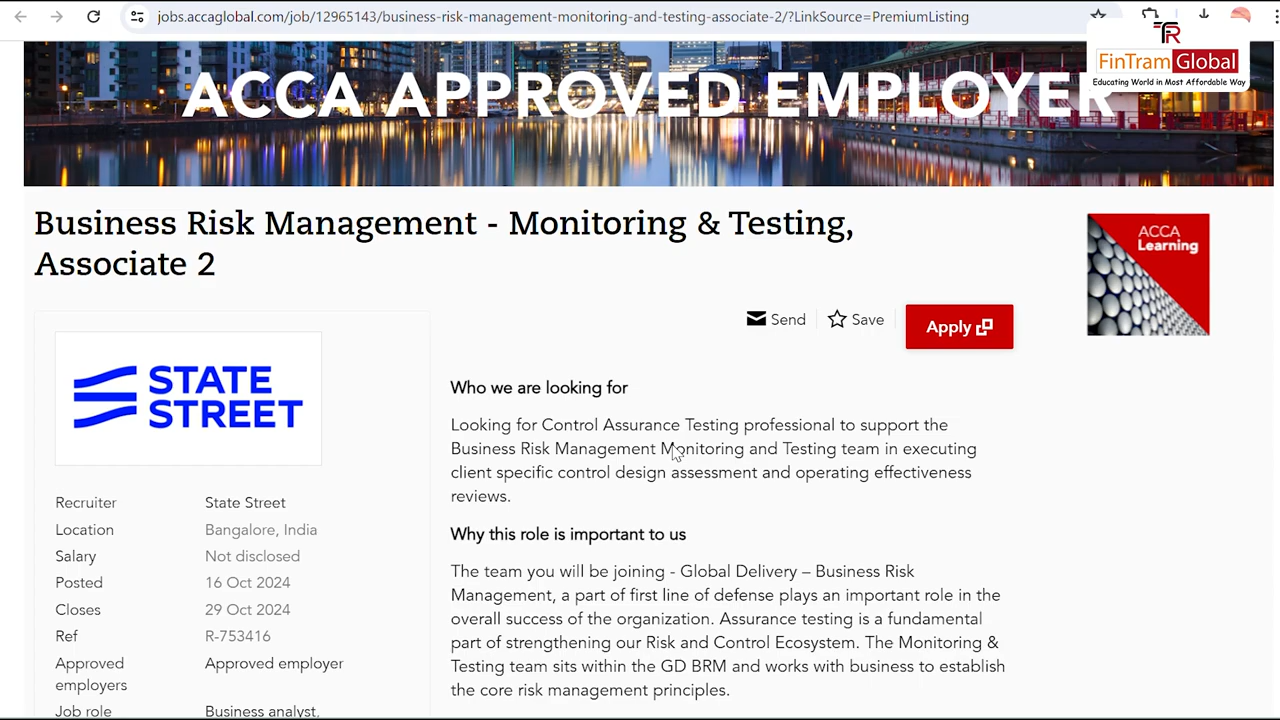 jobs.accaglobal.com/job/12965143/business-risk-management-monitoring-and-testing-associate-2/?LinkSource=PremiumListing
FinTram Global
Educating World in Most Affordable Way
ACCA APPROVED EMPLOYER
Business Risk Management - Monitoring & Testing,
Associate 2
ACCA
Learning
Send
Save
Apply
STATE
STREET
Recruiter State Street
Location Bangalore, India
Salary Not disclosed
Posted 16 Oct 2024
Closes 29 Oct 2024
Ref R-753416
Approved employers Approved employer
Job role Business analyst,
Who we are looking for
Looking for Control Assurance Testing professional to support the
Business Risk Management Monitoring and Testing team in executing
client specific control design assessment and operating effectiveness
reviews.
Why this role is important to us
The team you will be joining - Global Delivery – Business Risk
Management, a part of first line of defense plays an important role in the
overall success of the organization. Assurance testing is a fundamental
part of strengthening our Risk and Control Ecosystem. The Monitoring &
Testing team sits within the GD BRM and works with business to establish
the core risk management principles.